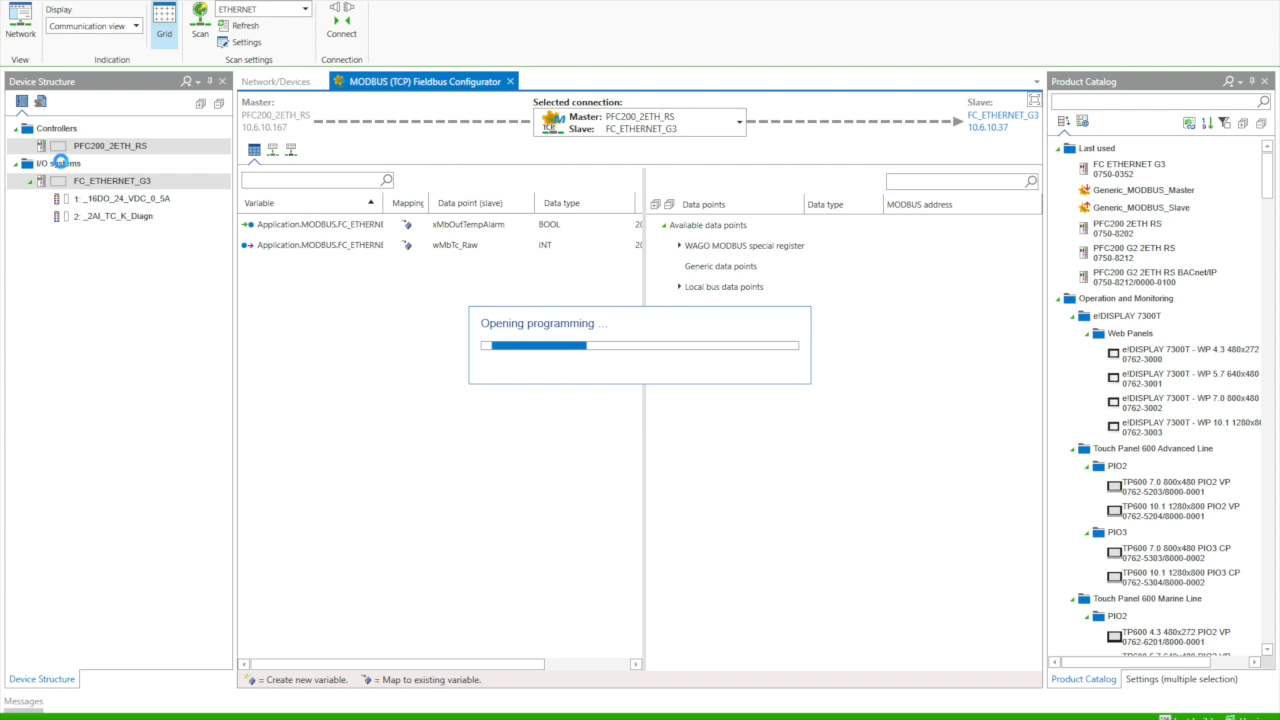 Network
View
Display
Communication view
Indication
Grid
Scan
ETHERNET
Refresh
Settings
Scan settings
Connect
Connection
Device Structure
Controllers
PFC200_2ETH_RS
I/O systems
FC_ETHERNET_G3
1: _16DO_24_VDC_0_5A
2: _2AI_TC_K_Diagn
Device Structure
Messages
Network/Devices
MODBUS (TCP) Fieldbus Configurator
Master:
PFC200_2ETH_RS
10.6.10.167
Selected connection:
TCP
Master: PFC200_2ETH_RS
Slave: FC_ETHERNET_G3
Slave:
FC_ETHERNET_G3
10.6.10.37
Variable Mapping Data point (slave) Data type
Application.MODBUS.FC_ETHERNE xMbOutTempAlarm BOOL 20
Application.MODBUS.FC_ETHERNE wMbTc_Raw INT 20
Data points Data type MODBUS address
Available data points
WAGO MODBUS special register
Generic data points
Local bus data points
Opening programming ...
= Create new variable. = Map to existing variable.
Product Catalog
Last used
FC ETHERNET G3
0750-0352
Generic_MODBUS_Master
Generic_MODBUS_Slave
PFC200 2ETH RS
0750-8202
PFC200 G2 2ETH RS
0750-8212
PFC200 G2 2ETH RS BACnet/IP
0750-8212/0000-0100
Operation and Monitoring
e!DISPLAY 7300T
Web Panels
e!DISPLAY 7300T - WP 4.3 480x272
0762-3000
e!DISPLAY 7300T - WP 5.7 640x480
0762-3001
e!DISPLAY 7300T - WP 7.0 800x480
0762-3002
e!DISPLAY 7300T - WP 10.1 1280x80
0762-3003
Touch Panel 600 Advanced Line
PIO2
TP600 7.0 800x480 PIO2 VP
0762-5203/8000-0001
TP600 10.1 1280x800 PIO2 VP
0762-5204/8000-0001
PIO3
TP600 7.0 800x480 PIO3 CP
0762-5303/8000-0002
TP600 10.1 1280x800 PIO3 CP
0762-5304/8000-0002
Touch Panel 600 Marine Line
PIO2
TP600 4.3 480x272 PIO2 VP
0762-6201/8000-0001
Product Catalog
Settings (multiple selection)